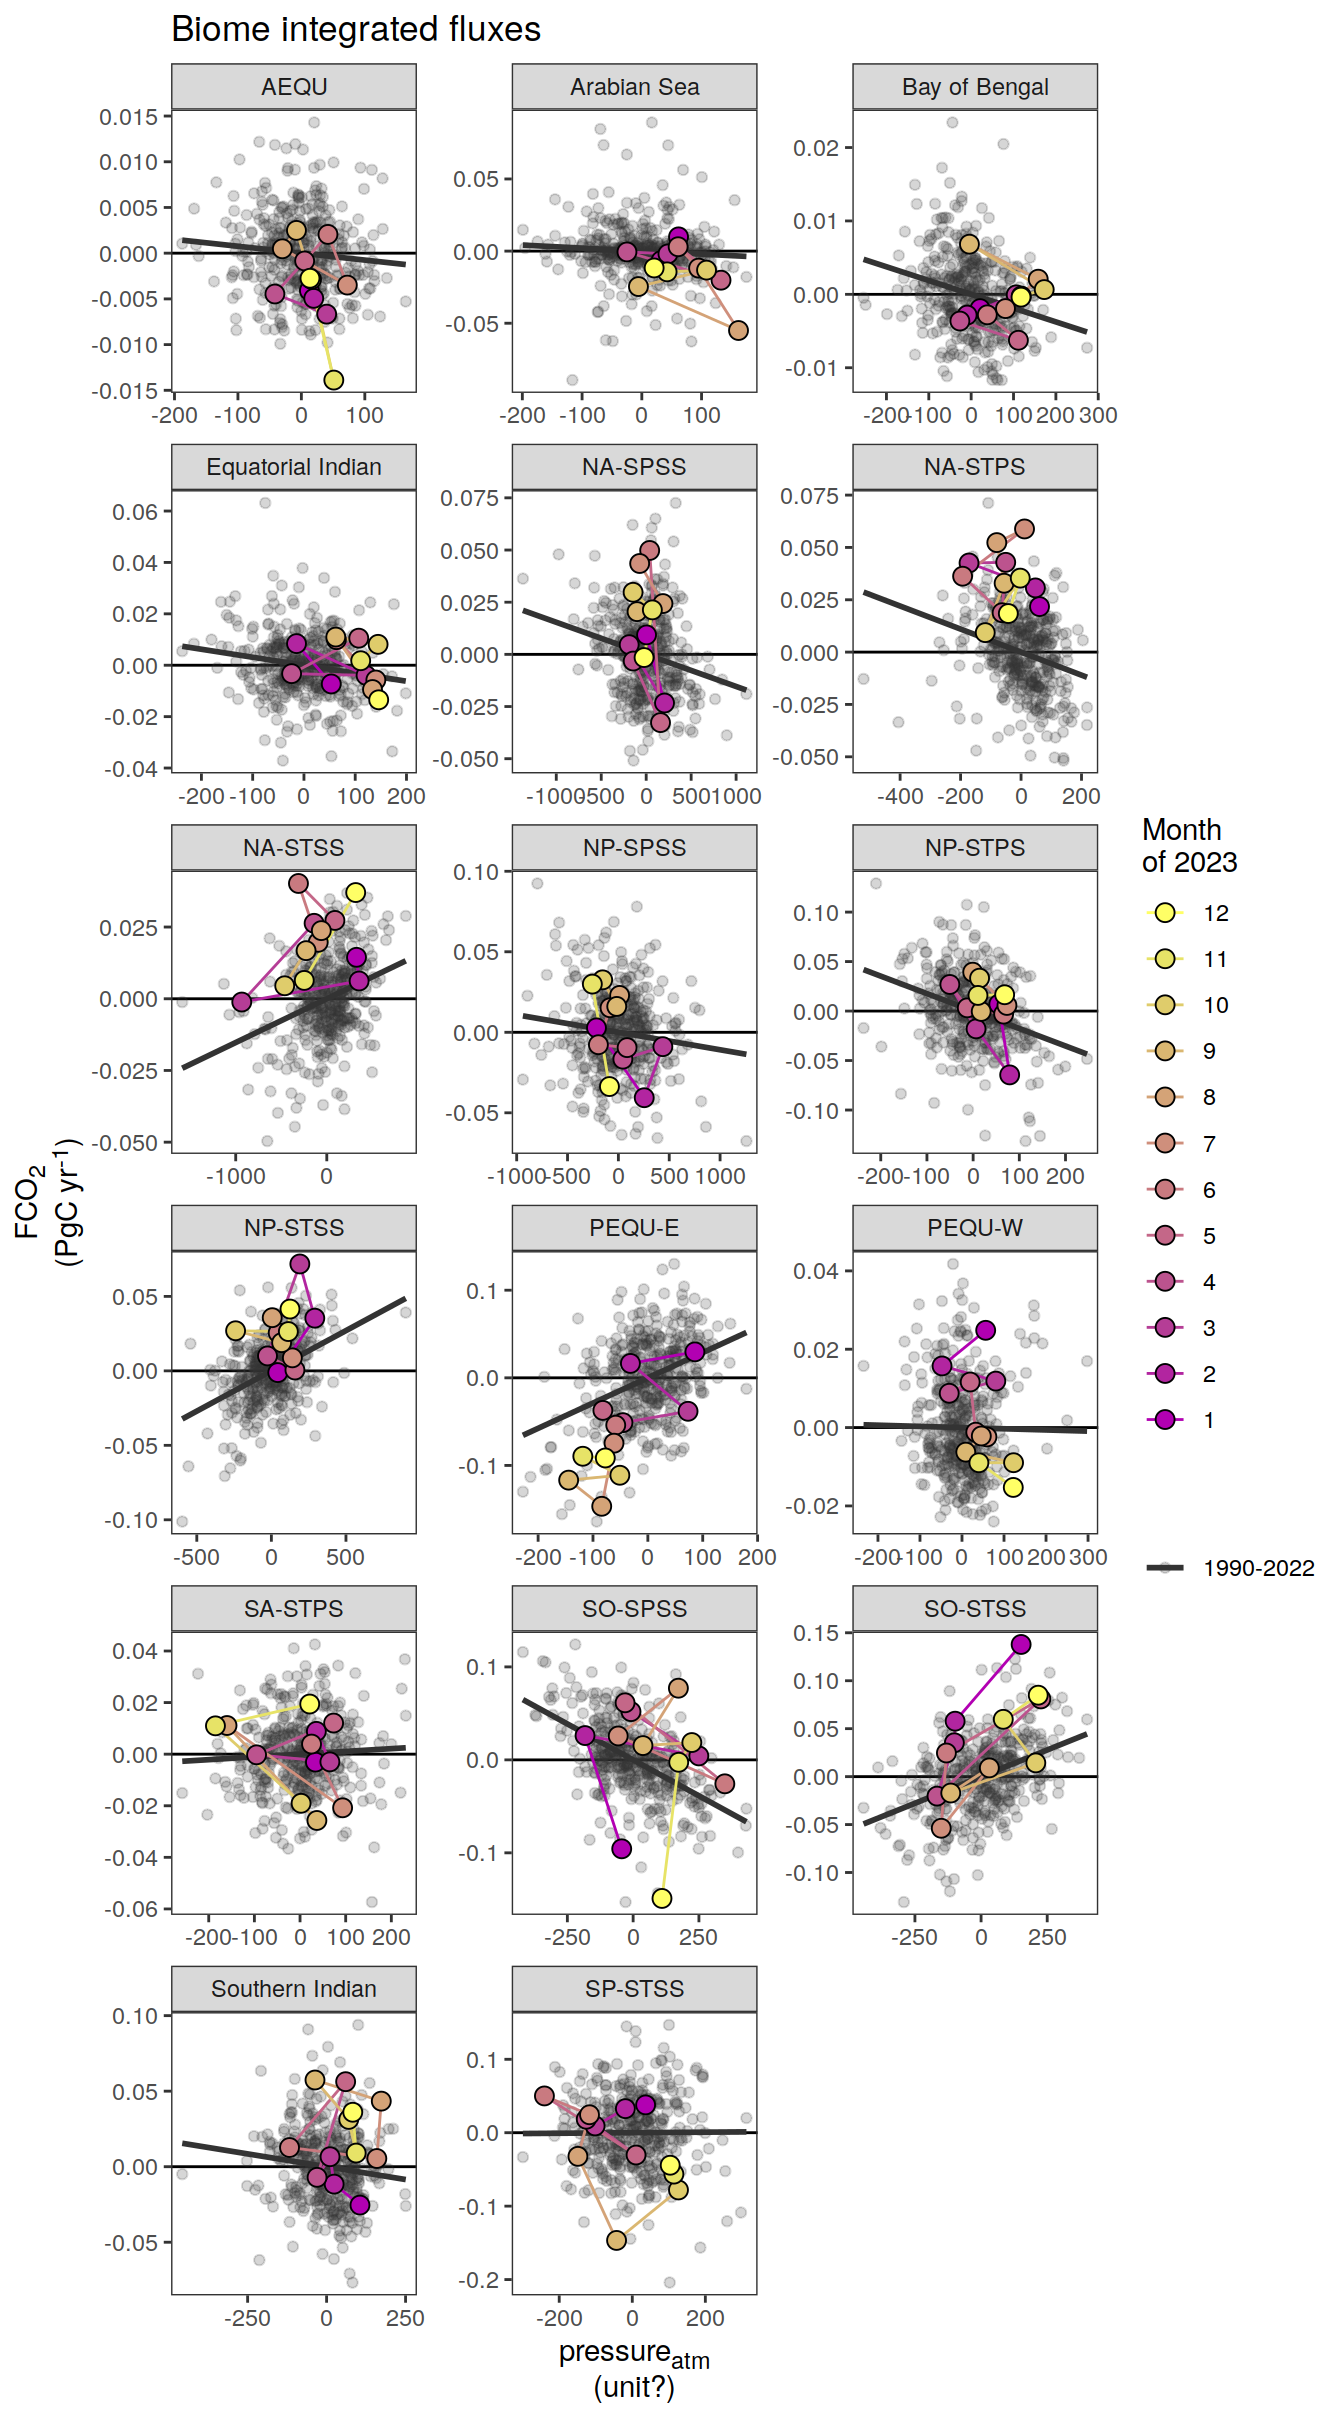 Biome integrated fluxes
AEQU
Arabian Sea
Bay of Bengal
0.015
0.010
0.005
0.000
-0.005
-0.010
-0.015
0.05
0.00
-0.05
0.02
0.01
0.00
-0.01
-200 -100 0 100
-200 -100 0 100
-200 -100 0 100 200 300
Equatorial Indian
NA-SPSS
NA-STPS
0.06
0.04
0.02
0.00
-0.02
-0.04
0.075
0.050
0.025
0.000
-0.025
-0.050
0.075
0.050
0.025
0.000
-0.025
-0.050
-200 -100 0 100 200
-1000 -500 0 500 1000
-400 -200 0 200
NA-STSS
NP-SPSS
NP-STPS
0.025
0.000
-0.025
-0.050
0.10
0.05
0.00
-0.05
0.10
0.05
0.00
-0.05
-0.10
-1000 0
-1000 -500 0 500 1000
-200 -100 0 100 200
NP-STSS
PEQU-E
PEQU-W
0.05
0.00
-0.05
-0.10
0.1
0.0
-0.1
0.04
0.02
0.00
-0.02
-500 0 500
-200 -100 0 100 200
-200 -100 0 100 200 300
SA-STPS
SO-SPSS
SO-STSS
0.04
0.02
0.00
-0.02
-0.04
-0.06
0.1
0.0
-0.1
0.15
0.10
0.05
0.00
-0.05
-0.10
-200 -100 0 100 200
-250 0 250
-250 0 250
Southern Indian
SP-STSS
0.10
0.05
0.00
-0.05
0.1
0.0
-0.1
-0.2
-250 0 250
-200 0 200
pressure_atm
(unit?)
FCO₂
(PgC yr⁻¹)
Month
of 2023
12
11
10
9
8
7
6
5
4
3
2
1
1990-2022